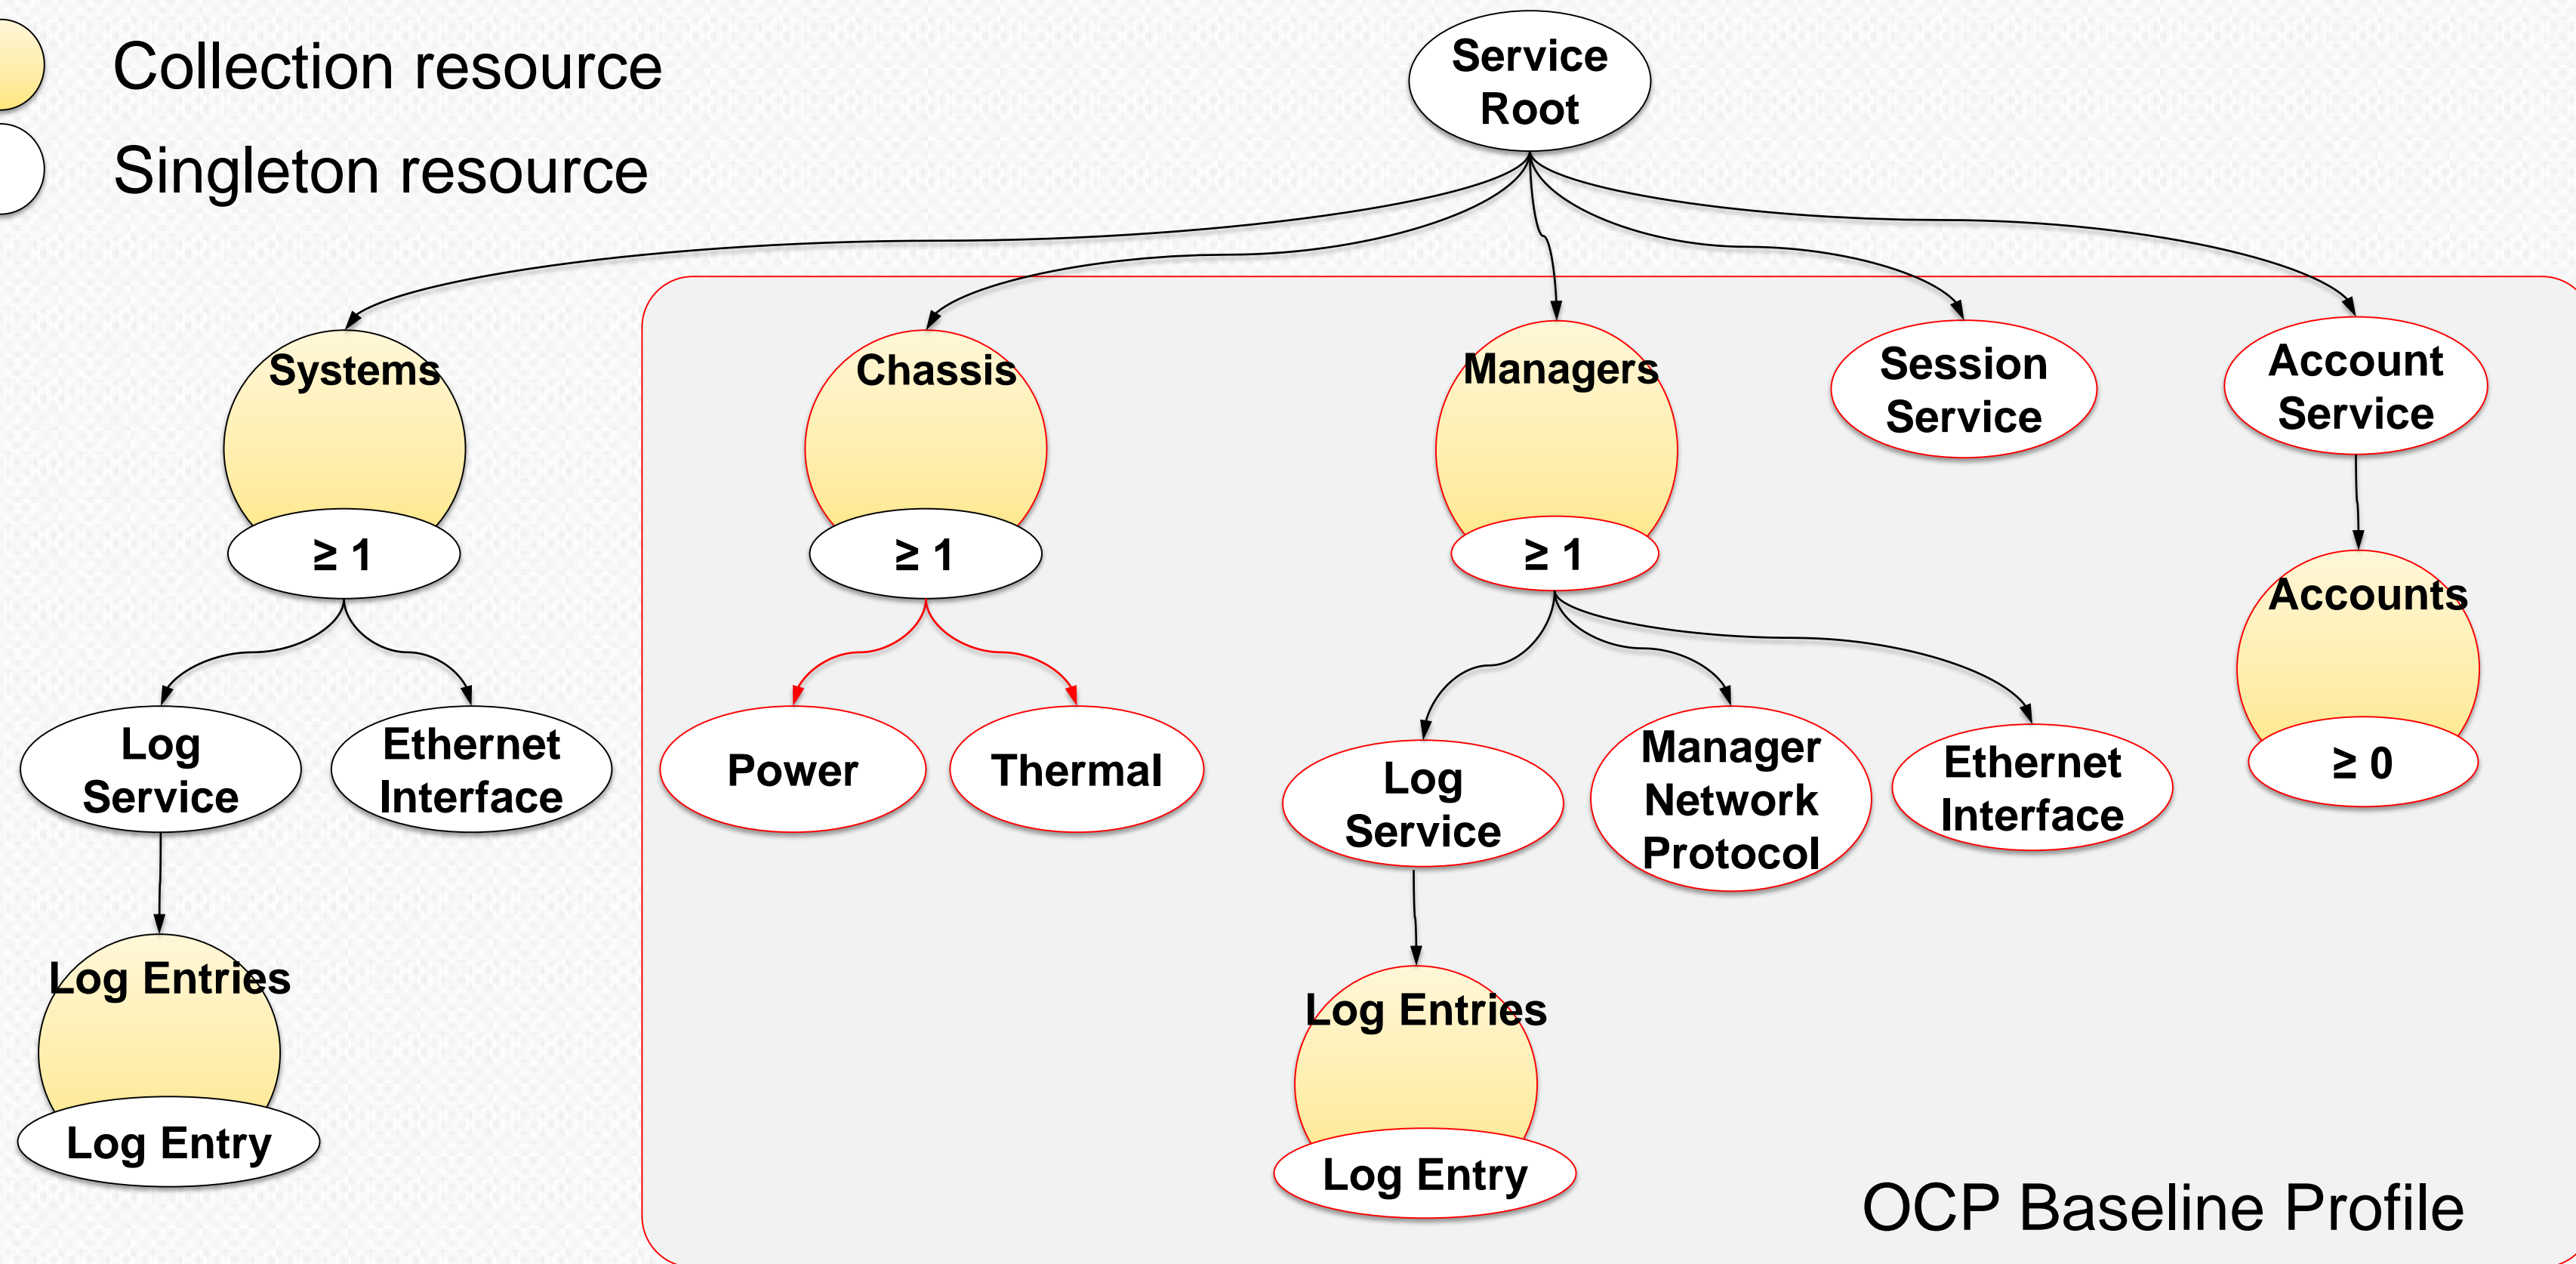 Collection resource
Singleton resource
Service
Root
Systems
≥ 1
Chassis
≥ 1
Managers
≥ 1
Session
Service
Account
Service
Accounts
≥ 0
Log
Service
Ethernet
Interface
Power
Thermal
Log
Service
Manager
Network
Protocol
Ethernet
Interface
Log Entries
Log Entry
Log Entries
Log Entry
OCP Baseline Profile